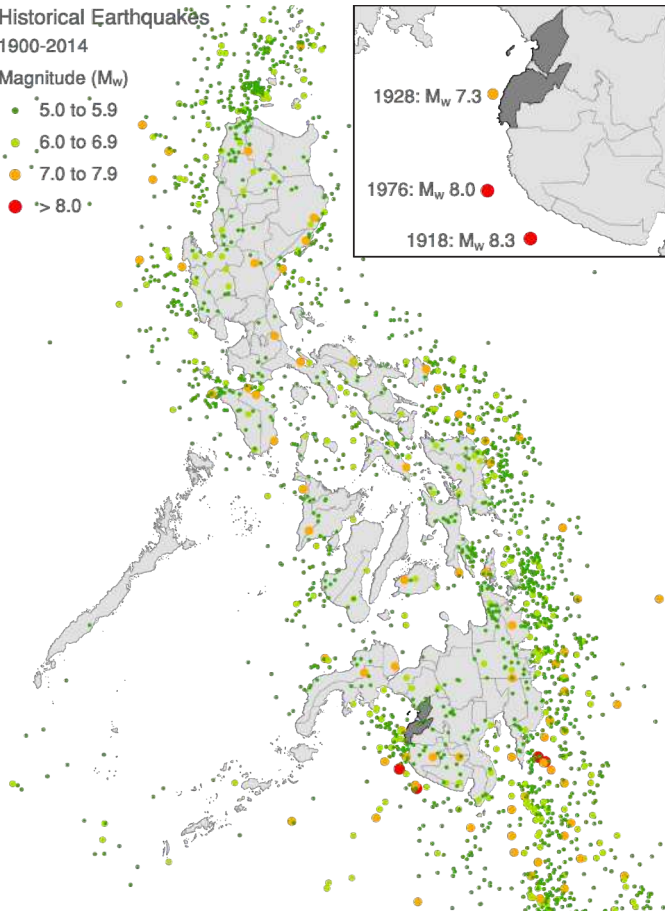 Historical Earthquakes
1900-2014
Magnitude (Mw)
5.0 to 5.9
6.0 to 6.9
7.0 to 7.9
> 8.0
1928: Mw 7.3
1976: Mw 8.0
1918: Mw 8.3